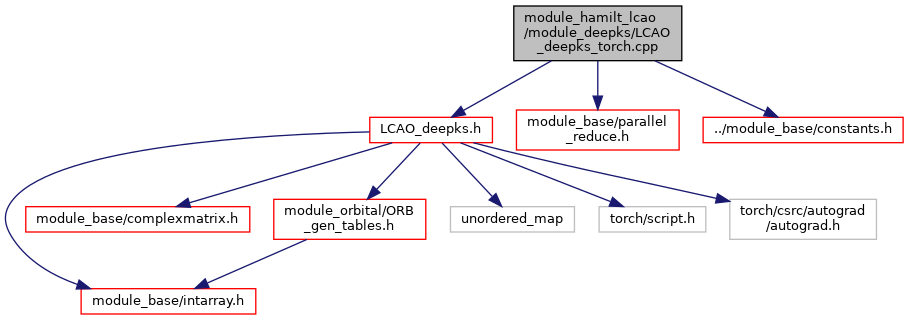 module_hamilt_lcao
/module_deepks/LCAO
_deepks_torch.cpp
LCAO_deepks.h
module_base/parallel
_reduce.h
../module_base/constants.h
module_base/complexmatrix.h
module_orbital/ORB
_gen_tables.h
unordered_map
torch/script.h
torch/csrc/autograd
/autograd.h
module_base/intarray.h